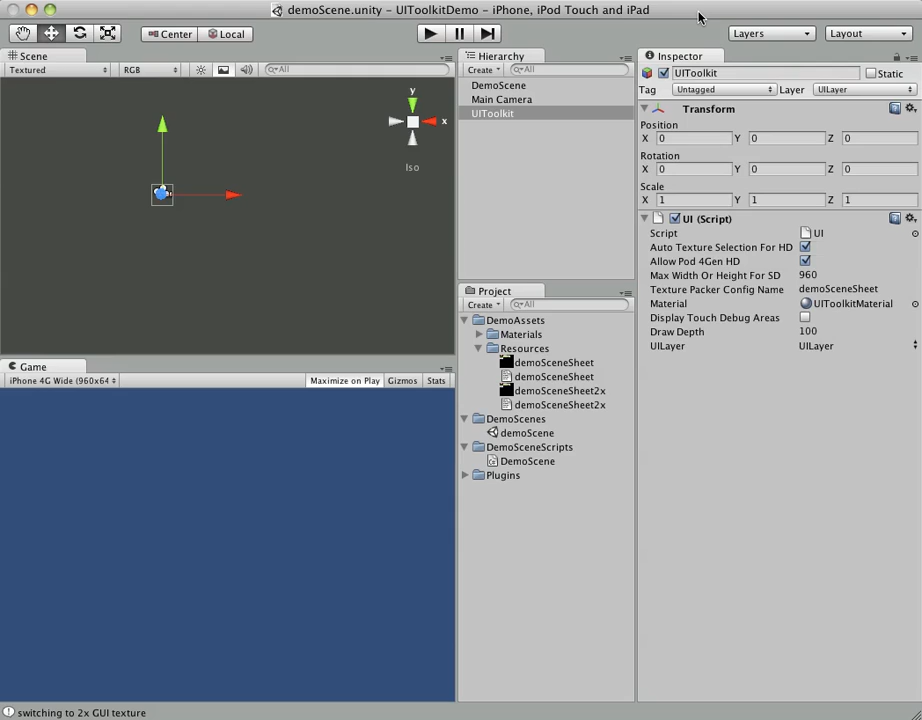 demoScene.unity - UIToolkitDemo - iPhone, iPod Touch and iPad
Center
Local
Layers
Layout
Scene
Textured
RGB
All
y
x
Iso
Game
iPhone 4G Wide (960x64
Maximize on Play
Gizmos
Stats
Hierarchy
Create
All
DemoScene
Main Camera
UIToolkit
Project
Create
All
DemoAssets
Materials
Resources
demoSceneSheet
demoSceneSheet
demoSceneSheet2x
demoSceneSheet2x
DemoScenes
demoScene
DemoSceneScripts
DemoScene
Plugins
Inspector
UIToolkit
Static
Tag Untagged Layer UILayer
Transform
Position
X 0 Y 0 Z 0
Rotation
X 0 Y 0 Z 0
Scale
X 1 Y 1 Z 1
UI (Script)
Script UI
Auto Texture Selection For HD
Allow Pod 4Gen HD
Max Width Or Height For SD 960
Texture Packer Config Name demoSceneSheet
Material UIToolkitMaterial
Display Touch Debug Areas
Draw Depth 100
UILayer UILayer
switching to 2x GUI texture